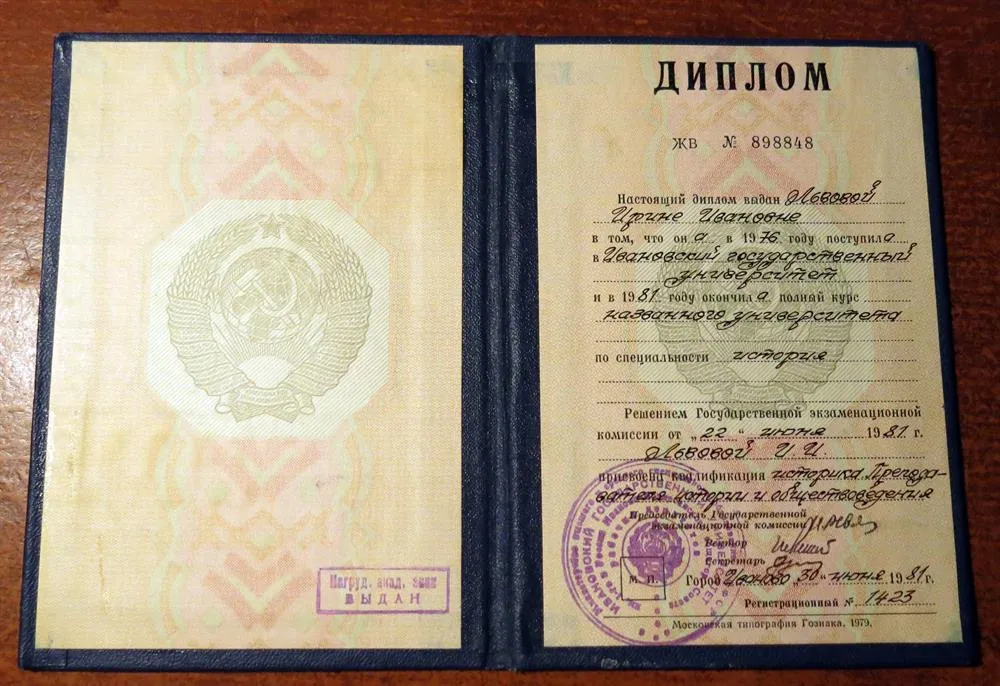 Нагруд. акад. знак
ВЫДАН
ДИПЛОМ
ЖВ № 898848
Настоящий диплом выдан Львовой
Ирине Ивановне
в том, что она в 1976 году поступила
в Ивановский государственный
университет
и в 1981 году окончила полный курс
названного университета
по специальности история
Решением Государственной экзаменационной
комиссии от „22“ июня 1981 г.
Львовой И. И.
присвоена квалификация историка. Препода-
вателя истории и обществоведения
Председатель Государственной
экзаменационной комиссии
Ректор
Секретарь
М. П. Город Иваново „30“ июня 1981 г.
Регистрационный № 1423
Московская типография Гознака. 1979.